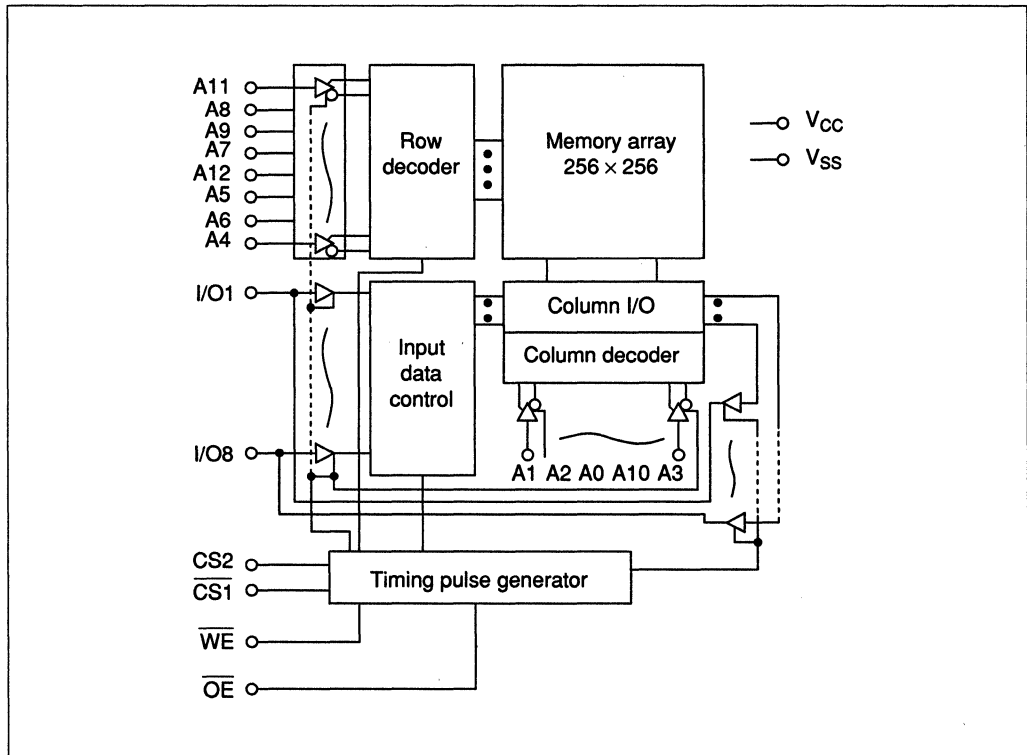 A11
A8
A9
A7
A12
A5
A6
A4
Row
decoder
Memory array
256 × 256
VCC
VSS
I/O1
I/O8
Input
data
control
Column I/O
Column decoder
A1 A2 A0 A10 A3
CS2
CS1
WE
OE
Timing pulse generator